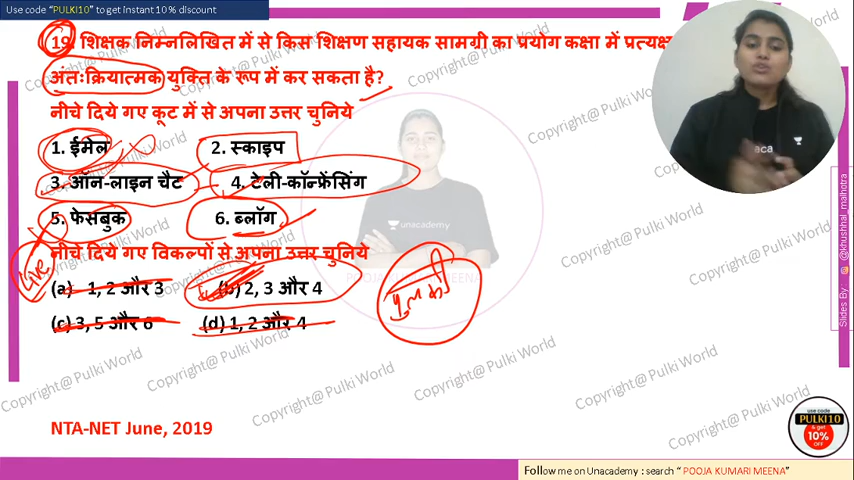 Use code "PULKI10" to get instant 10% discount
19. शिक्षक निम्नलिखित में से किस शिक्षण सहायक सामग्री का प्रयोग कक्षा में प्रत्यक्ष
अंतःक्रियात्मक युक्ति के रूप में कर सकता है?
नीचे दिये गए कूट में से अपना उत्तर चुनिये
1. ईमेल 2. स्काइप
3. ऑन-लाइन चैट 4. टेली-कॉन्फ्रेंसिंग
5. फेसबुक 6. ब्लॉग
Live
नीचे दिये गए विकल्पों से अपना उत्तर चुनिये
(a) 1, 2 और 3 (b) 2, 3 और 4
(c) 3, 5 और 6 (d) 1, 2 और 4
NTA-NET June, 2019
unacademy
POOJA KUMARI MEENA
Copyright@ Pulki World
Slides By: @khushhal_malhotra
use code
PULKI10
& get
10%
OFF
Follow me on Unacademy : search " POOJA KUMARI MEENA"